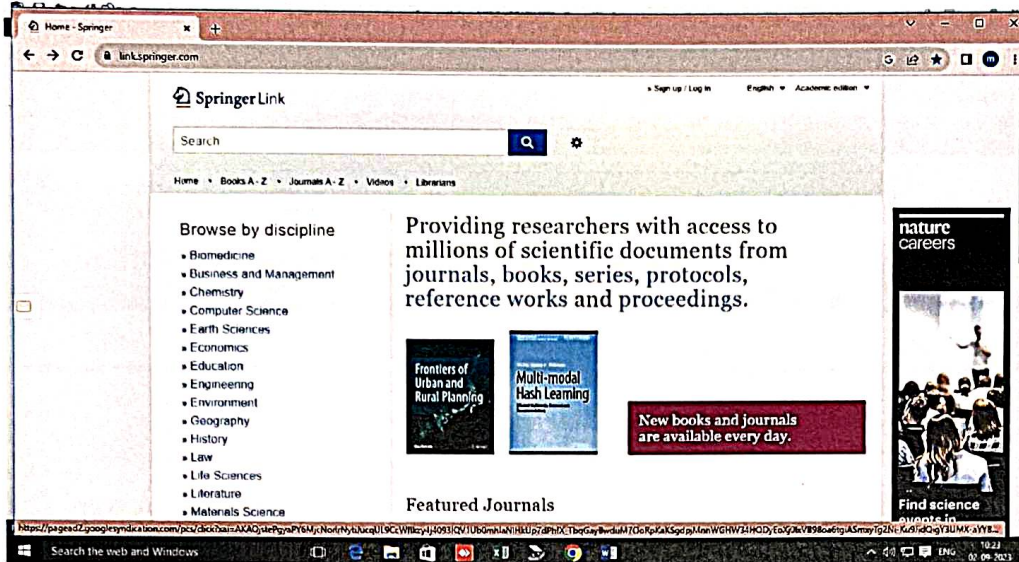 Home - Springer
link.springer.com
Springer Link
» Sign up / Log in English Academic edition
Search
Home • Books A - Z • Journals A - Z • Videos • Librarians
Browse by discipline
» Biomedicine
» Business and Management
» Chemistry
» Computer Science
» Earth Sciences
» Economics
» Education
» Engineering
» Environment
» Geography
» History
» Law
» Life Sciences
» Literature
» Materials Science
Providing researchers with access to
millions of scientific documents from
journals, books, series, protocols,
reference works and proceedings.
Frontiers of
Urban and
Rural Planning
Multi-modal
Hash Learning
New books and journals
are available every day.
Featured Journals
nature
careers
Find science
events in
Search the web and Windows
ENG
10:23
02-09-2023